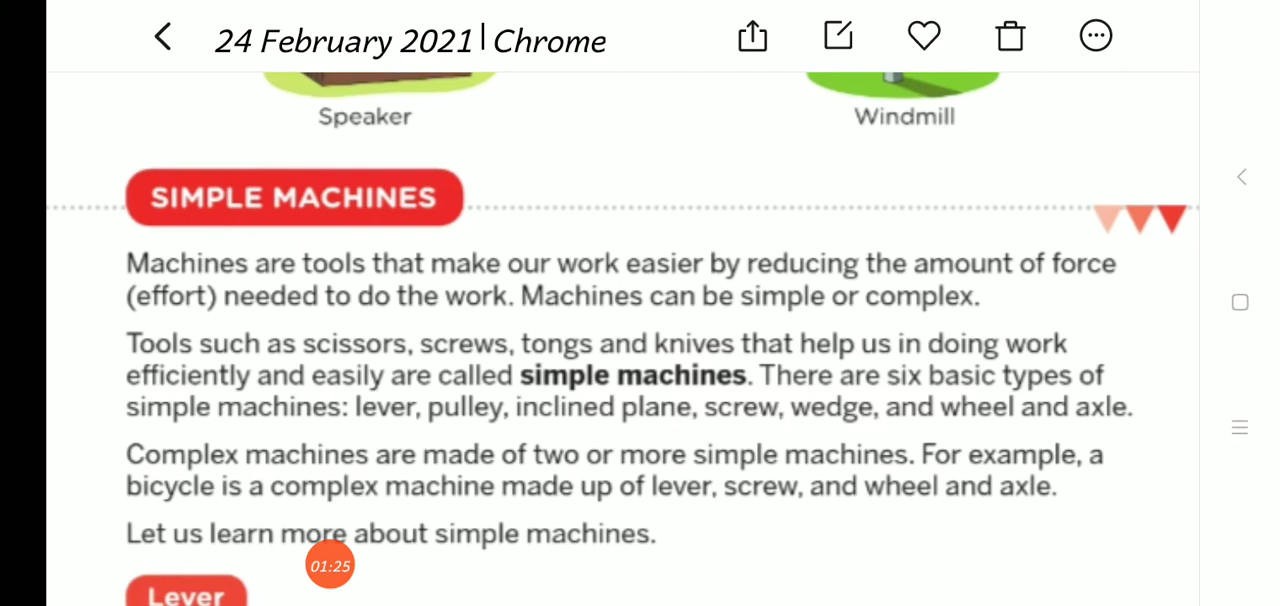 24 February 2021 | Chrome
Speaker
Windmill
SIMPLE MACHINES
Machines are tools that make our work easier by reducing the amount of force
(effort) needed to do the work. Machines can be simple or complex.
Tools such as scissors, screws, tongs and knives that help us in doing work
efficiently and easily are called simple machines. There are six basic types of
simple machines: lever, pulley, inclined plane, screw, wedge, and wheel and axle.
Complex machines are made of two or more simple machines. For example, a
bicycle is a complex machine made up of lever, screw, and wheel and axle.
Let us learn more about simple machines.
01:25
Lever